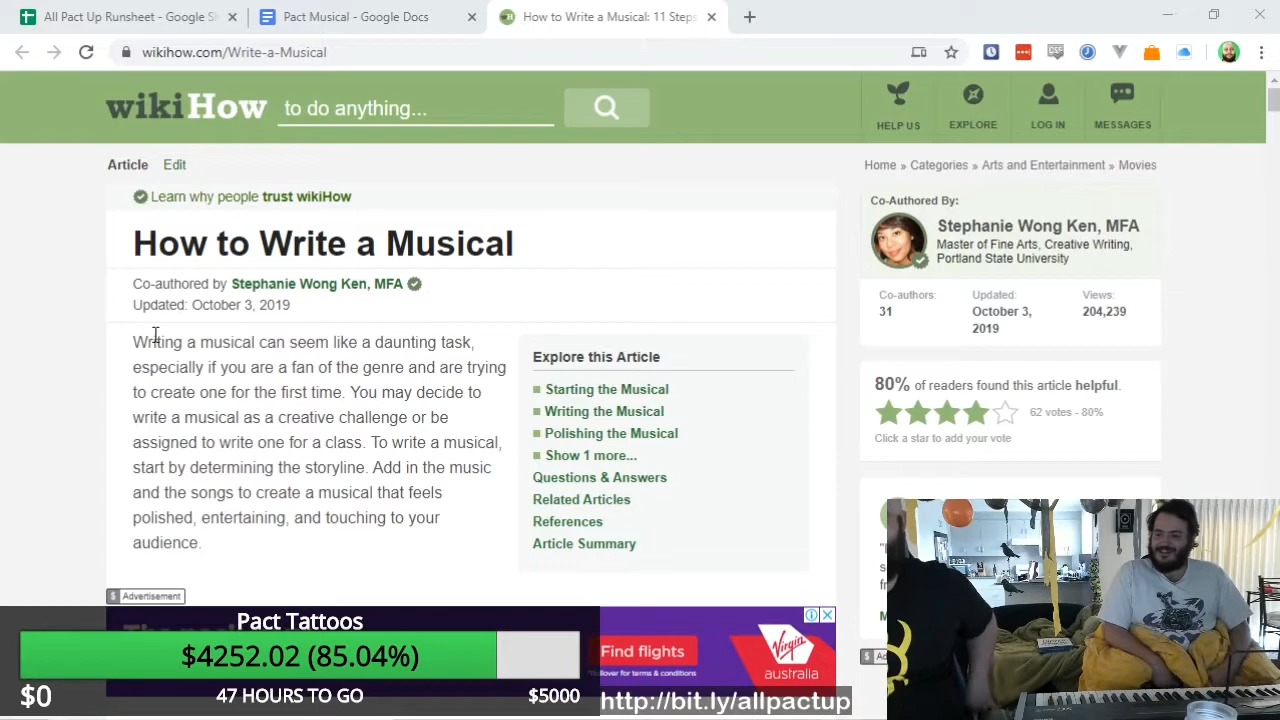 All Pact Up Runsheet - Google Sh
Pact Musical - Google Docs
How to Write a Musical: 11 Steps
wikihow.com/Write-a-Musical
wikiHow to do anything...
HELP US
EXPLORE
LOG IN
MESSAGES
Article Edit
Home » Categories » Arts and Entertainment » Movies
Learn why people trust wikiHow
How to Write a Musical
Co-authored by Stephanie Wong Ken, MFA
Updated: October 3, 2019
Writing a musical can seem like a daunting task,
especially if you are a fan of the genre and are trying
to create one for the first time. You may decide to
write a musical as a creative challenge or be
assigned to write one for a class. To write a musical,
start by determining the storyline. Add in the music
and the songs to create a musical that feels
polished, entertaining, and touching to your
audience.
Explore this Article
Starting the Musical
Writing the Musical
Polishing the Musical
Show 1 more...
Questions & Answers
Related Articles
References
Article Summary
Co-Authored By:
Stephanie Wong Ken, MFA
Master of Fine Arts, Creative Writing,
Portland State University
Co-authors:
31
Updated:
October 3,
2019
Views:
204,239
80% of readers found this article helpful.
62 votes - 80%
Click a star to add your vote
$ Advertisement
Find flights
virgin
australia
Pact Tattoos
$4252.02 (85.04%)
$0
47 HOURS TO GO
$5000
http://bit.ly/allpactup